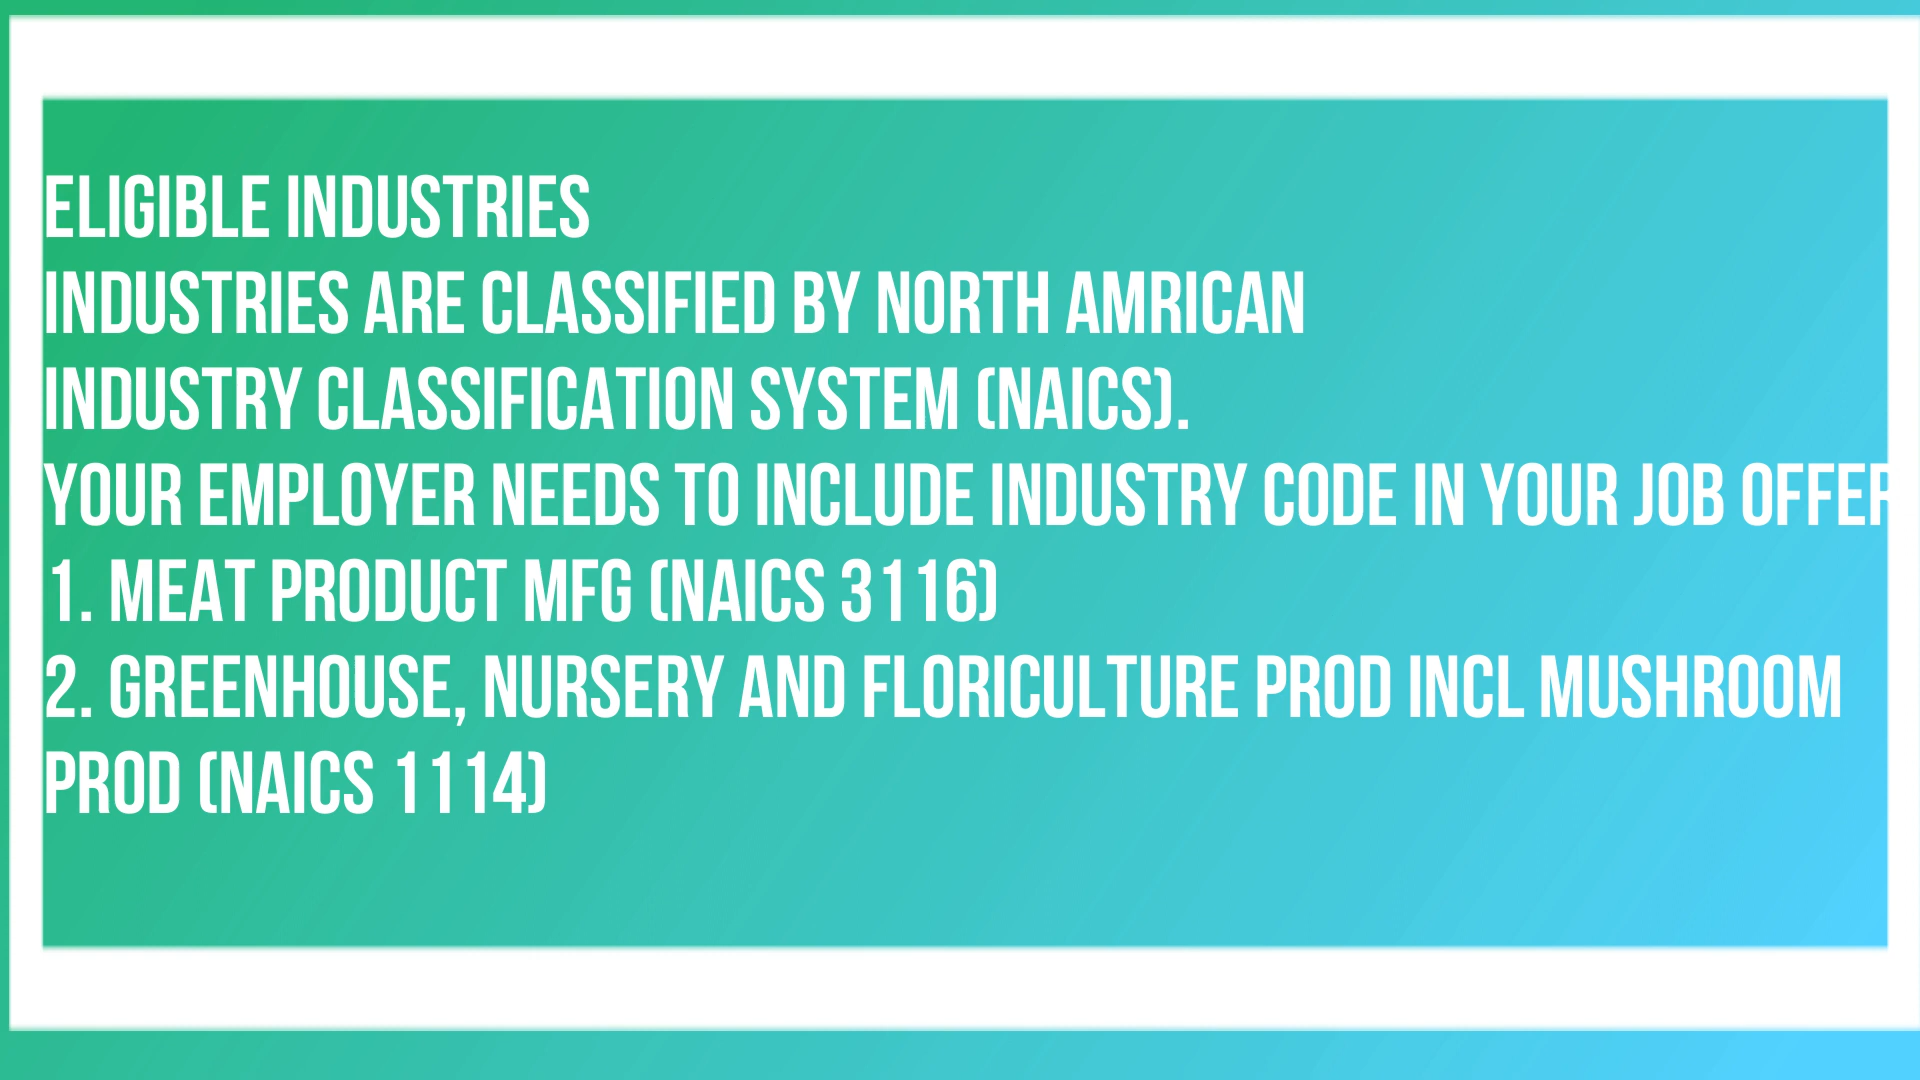 ELIGIBLE INDUSTRIES
INDUSTRIES ARE CLASSIFIED BY NORTH AMRICAN
INDUSTRY CLASSIFICATION SYSTEM (NAICS).
YOUR EMPLOYER NEEDS TO INCLUDE INDUSTRY CODE IN YOUR JOB OFFER
1. MEAT PRODUCT MFG (NAICS 3116)
2. GREENHOUSE, NURSERY AND FLORICULTURE PROD INCL MUSHROOM
PROD (NAICS 1114)